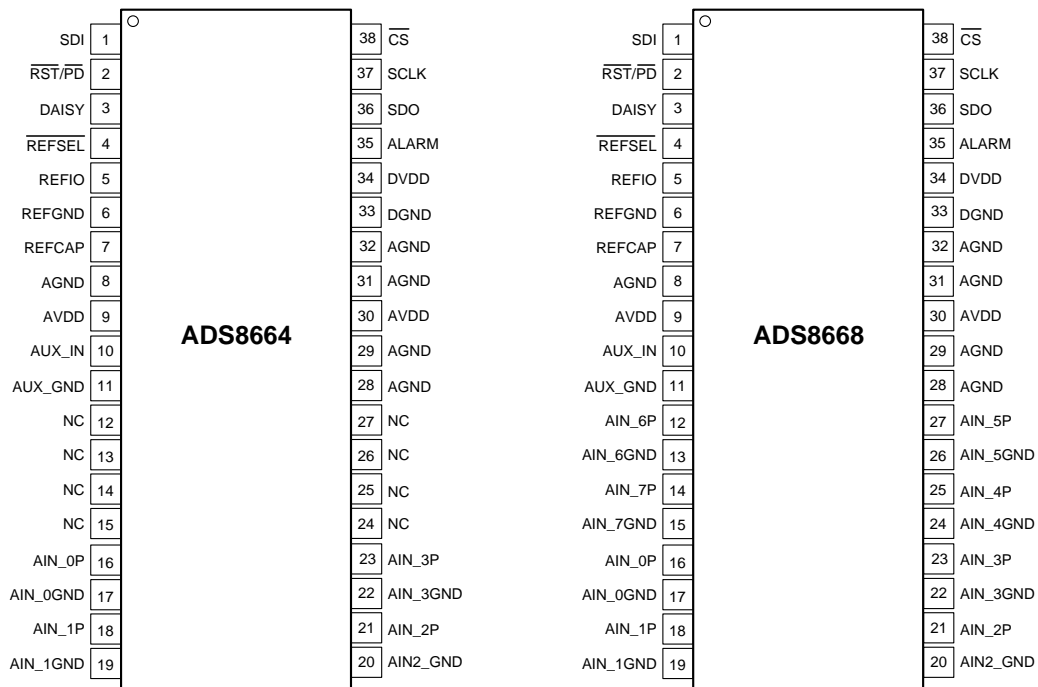 SDI 1 38 CS SDI 1 38 CS
RST/PD 2 37 SCLK RST/PD 2 37 SCLK
DAISY 3 36 SDO DAISY 3 36 SDO
REFSEL 4 35 ALARM REFSEL 4 35 ALARM
REFIO 5 34 DVDD REFIO 5 34 DVDD
REFGND 6 33 DGND REFGND 6 33 DGND
REFCAP 7 32 AGND REFCAP 7 32 AGND
AGND 8 31 AGND AGND 8 31 AGND
AVDD 9 30 AVDD AVDD 9 30 AVDD
ADS8664 ADS8668
AUX_IN 10 29 AGND AUX_IN 10 29 AGND
AUX_GND 11 28 AGND AUX_GND 11 28 AGND
NC 12 27 NC AIN_6P 12 27 AIN_5P
NC 13 26 NC AIN_6GND 13 26 AIN_5GND
NC 14 25 NC AIN_7P 14 25 AIN_4P
NC 15 24 NC AIN_7GND 15 24 AIN_4GND
AIN_0P 16 23 AIN_3P AIN_0P 16 23 AIN_3P
AIN_0GND 17 22 AIN_3GND AIN_0GND 17 22 AIN_3GND
AIN_1P 18 21 AIN_2P AIN_1P 18 21 AIN_2P
AIN_1GND 19 20 AIN2_GND AIN_1GND 19 20 AIN2_GND